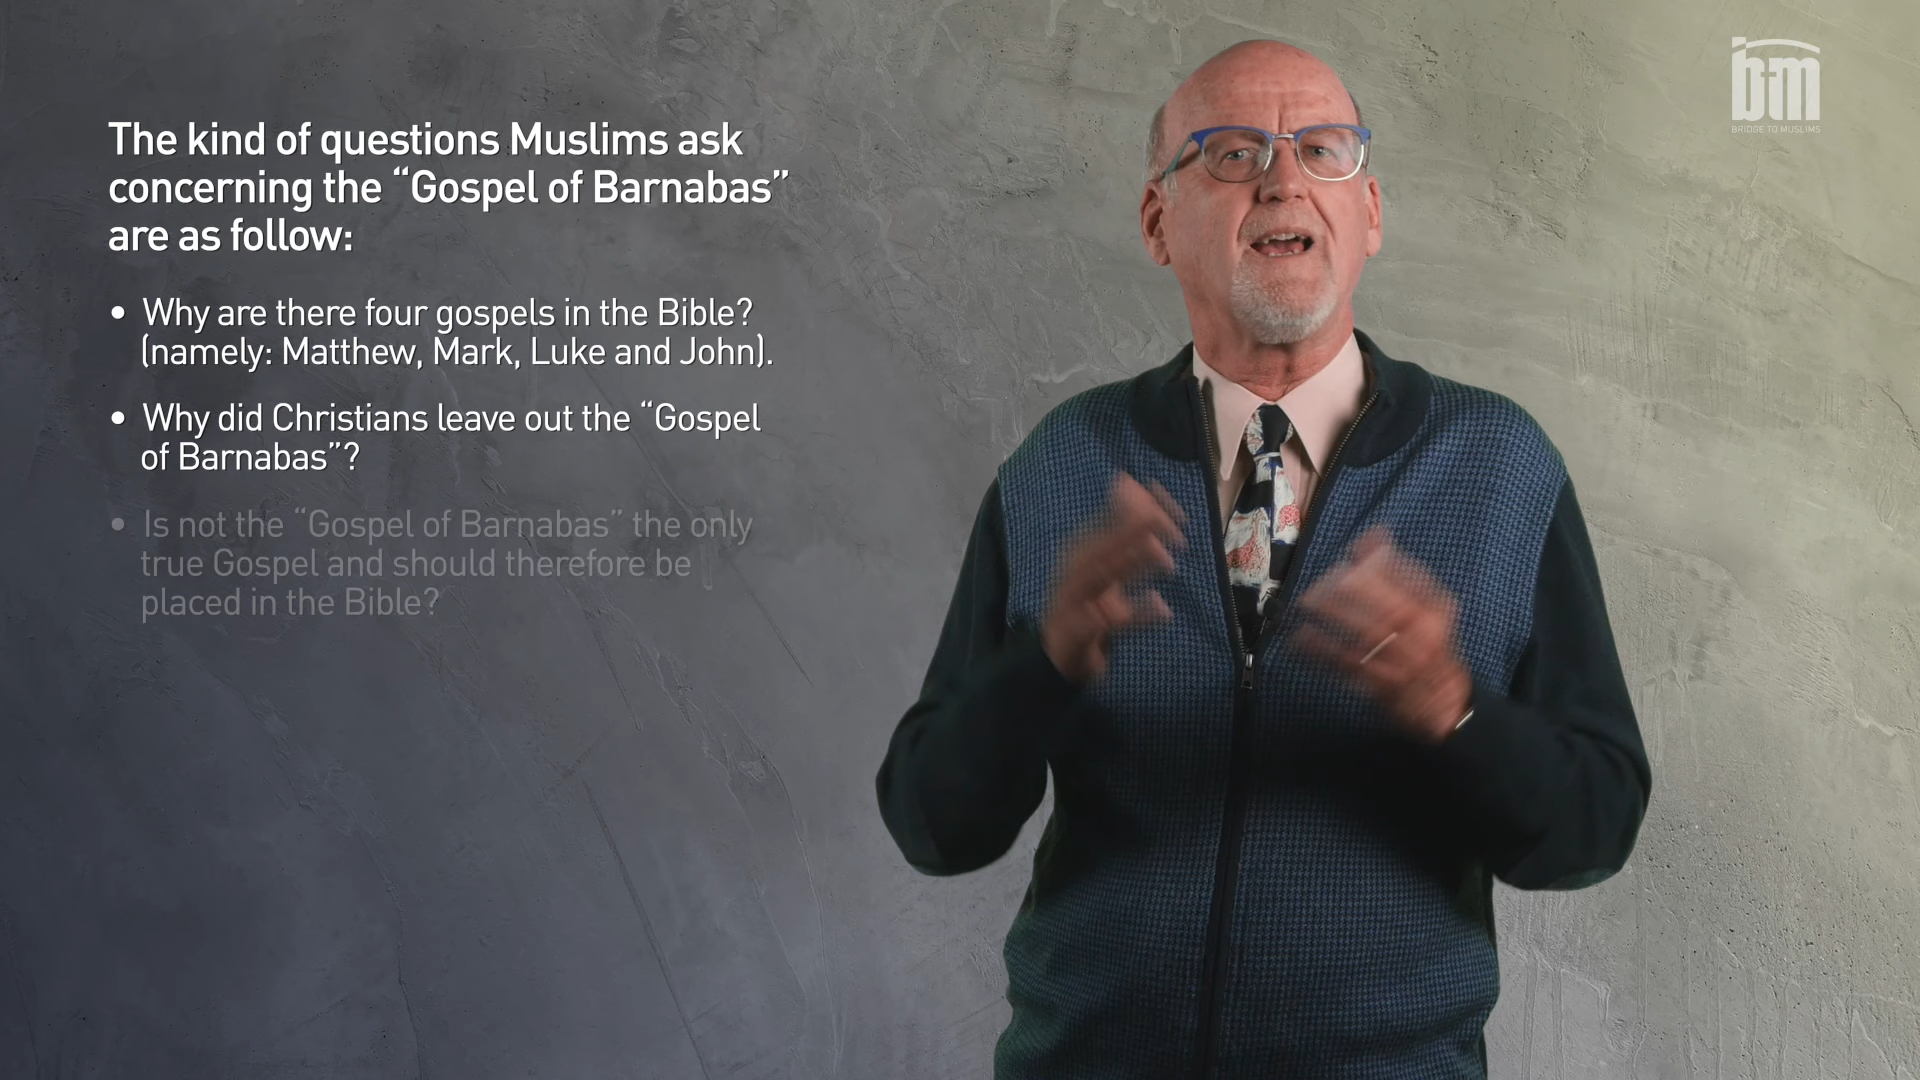 The kind of questions Muslims ask
concerning the “Gospel of Barnabas”
are as follow:
• Why are there four gospels in the Bible?
(namely: Matthew, Mark, Luke and John).
• Why did Christians leave out the “Gospel
of Barnabas”?
• Is not the “Gospel of Barnabas” the only
true Gospel and should therefore be
placed in the Bible?
btm
BRIDGE TO MUSLIMS